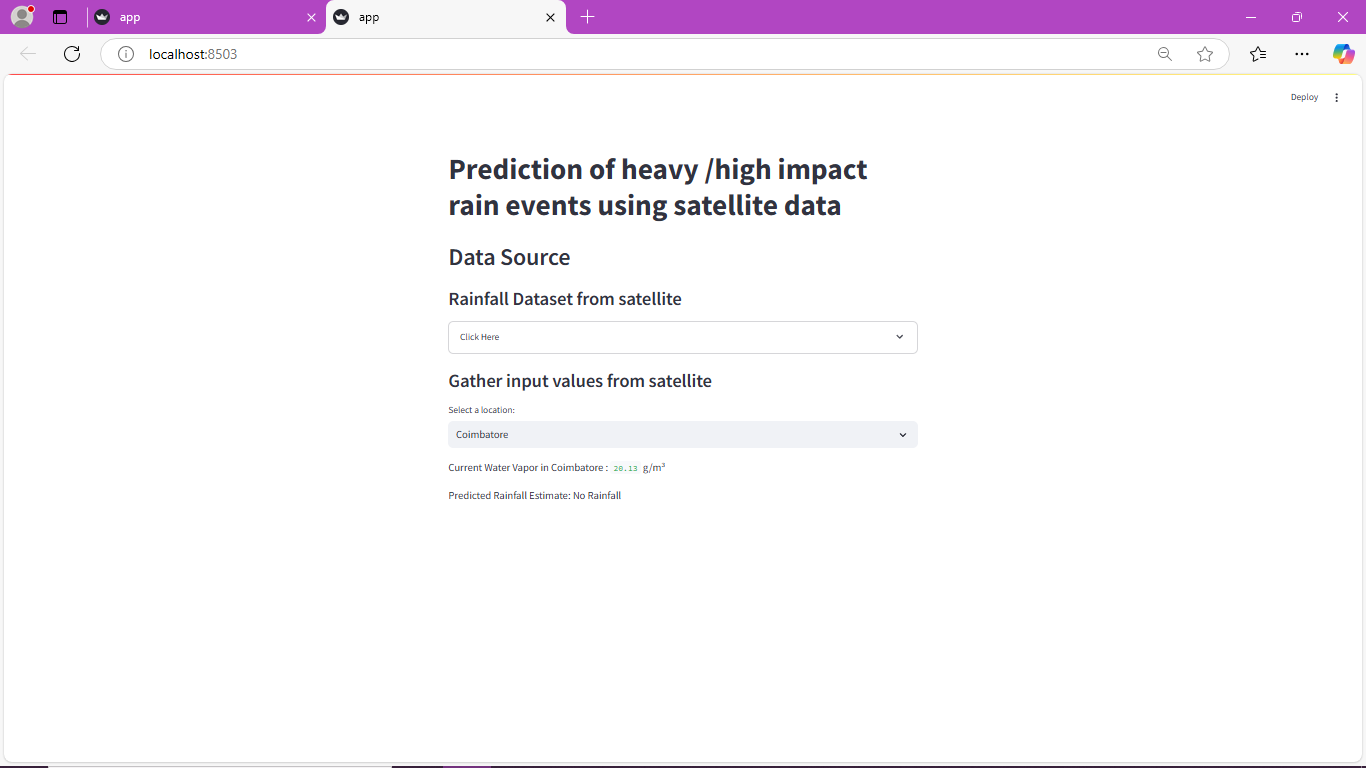 app
app
localhost:8503
Deploy
Prediction of heavy /high impact
rain events using satellite data
Data Source
Rainfall Dataset from satellite
Click Here
Gather input values from satellite
Select a location:
Coimbatore
Current Water Vapor in Coimbatore : 20.13 g/m³
Predicted Rainfall Estimate: No Rainfall